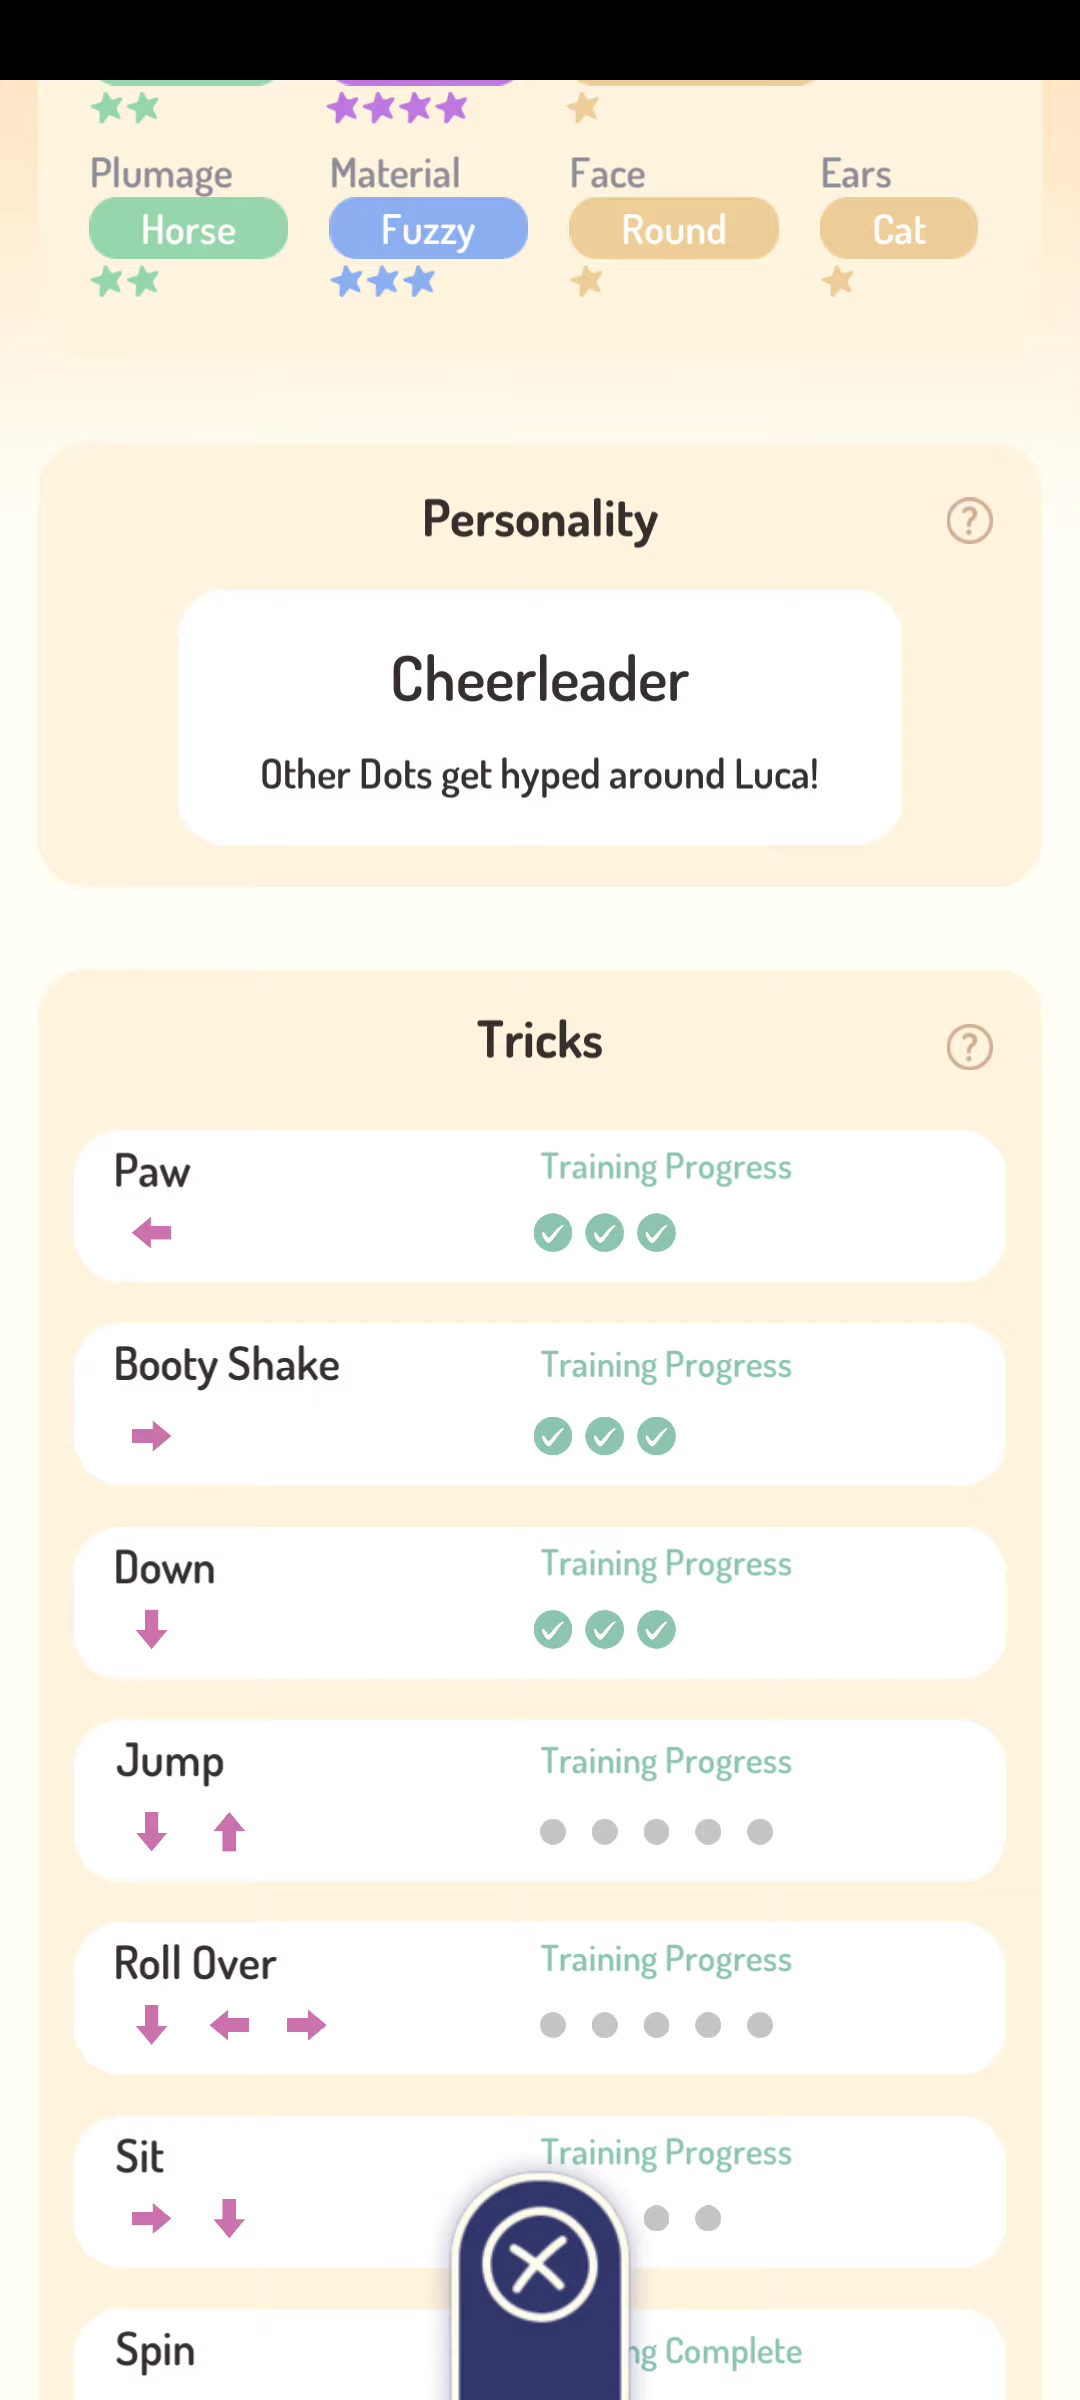 Plumage Material Face Ears
Horse Fuzzy Round Cat
Personality ?
Cheerleader
Other Dots get hyped around Luca!
Tricks ?
Paw Training Progress
Booty Shake Training Progress
Down Training Progress
Jump Training Progress
Roll Over Training Progress
Sit Training Progress
Spin Complete